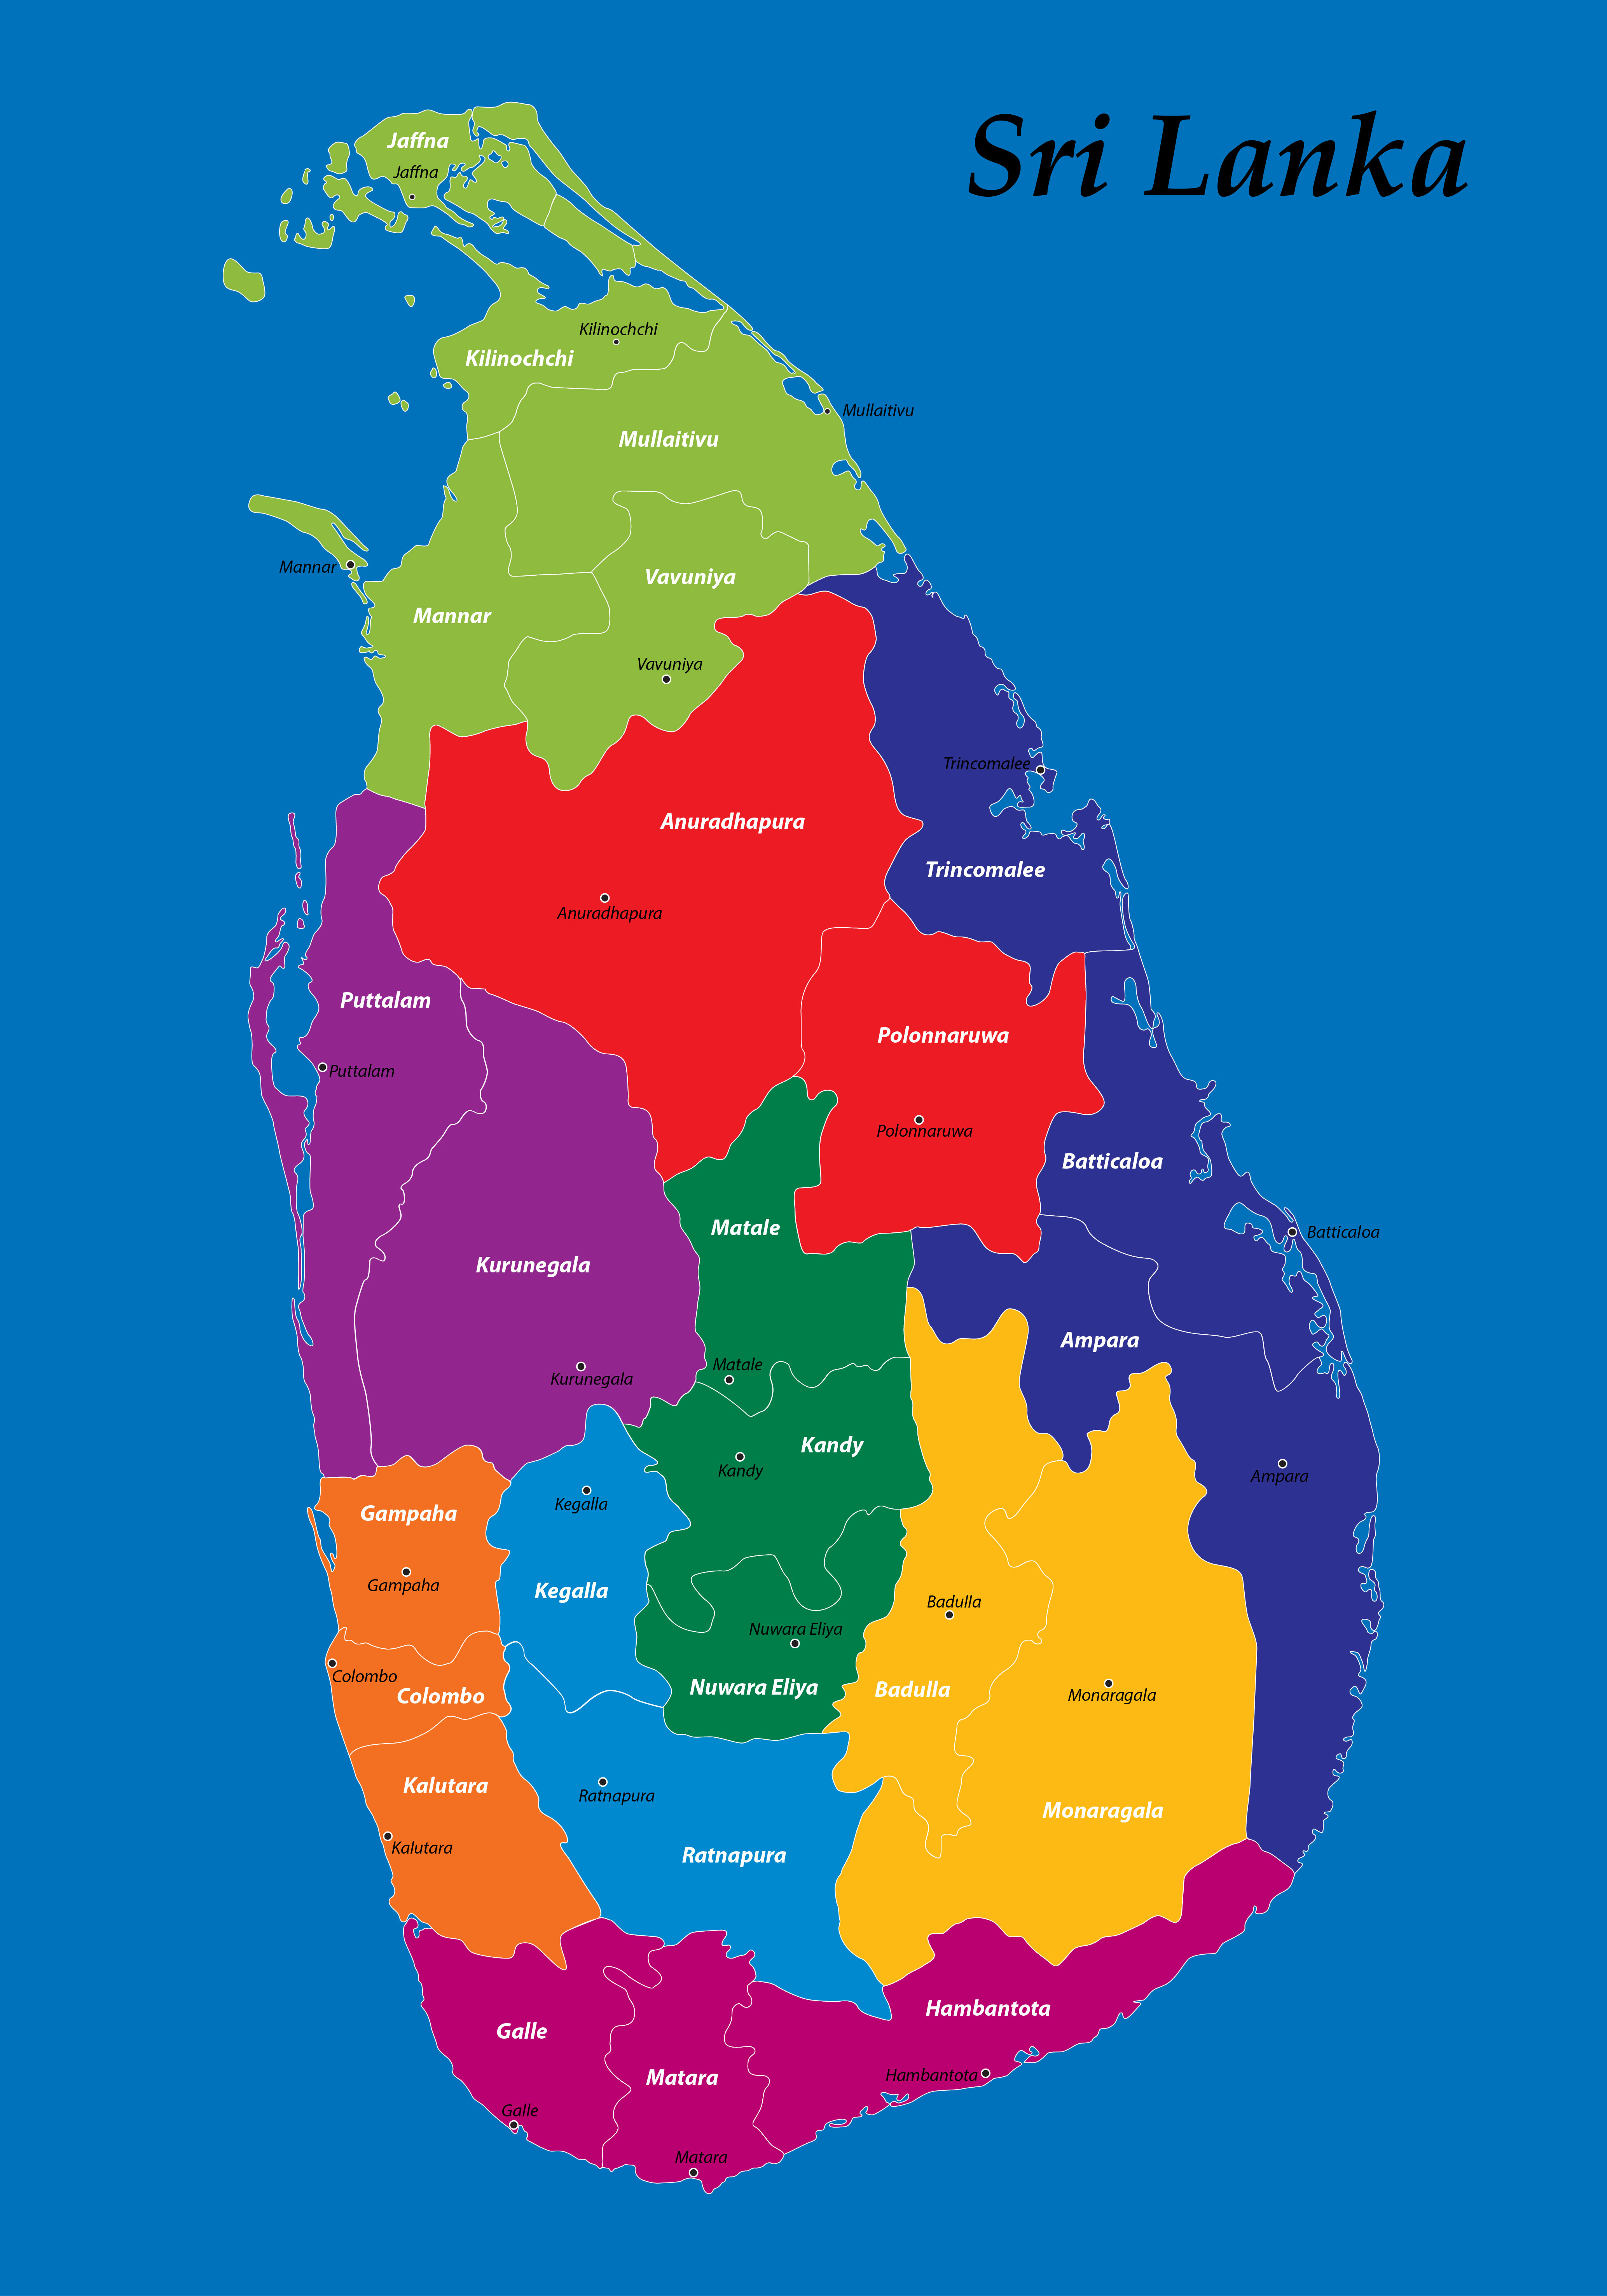 Sri Lanka
Jaffna
Jaffna
Kilinochchi
Kilinochchi
Mullaitivu
Mullaitivu
Mannar
Vavuniya
Mannar
Vavuniya
Trincomalee
Anuradhapura
Trincomalee
Anuradhapura
Puttalam
Polonnaruwa
Puttalam
Polonnaruwa
Batticaloa
Matale
Batticaloa
Kurunegala
Ampara
Matale
Kurunegala
Kandy
Kandy
Ampara
Kegalla
Gampaha
Gampaha
Kegalla
Badulla
Nuwara Eliya
Colombo
Nuwara Eliya
Badulla
Monaragala
Colombo
Kalutara
Ratnapura
Monaragala
Kalutara
Ratnapura
Hambantota
Galle
Hambantota
Matara
Galle
Matara